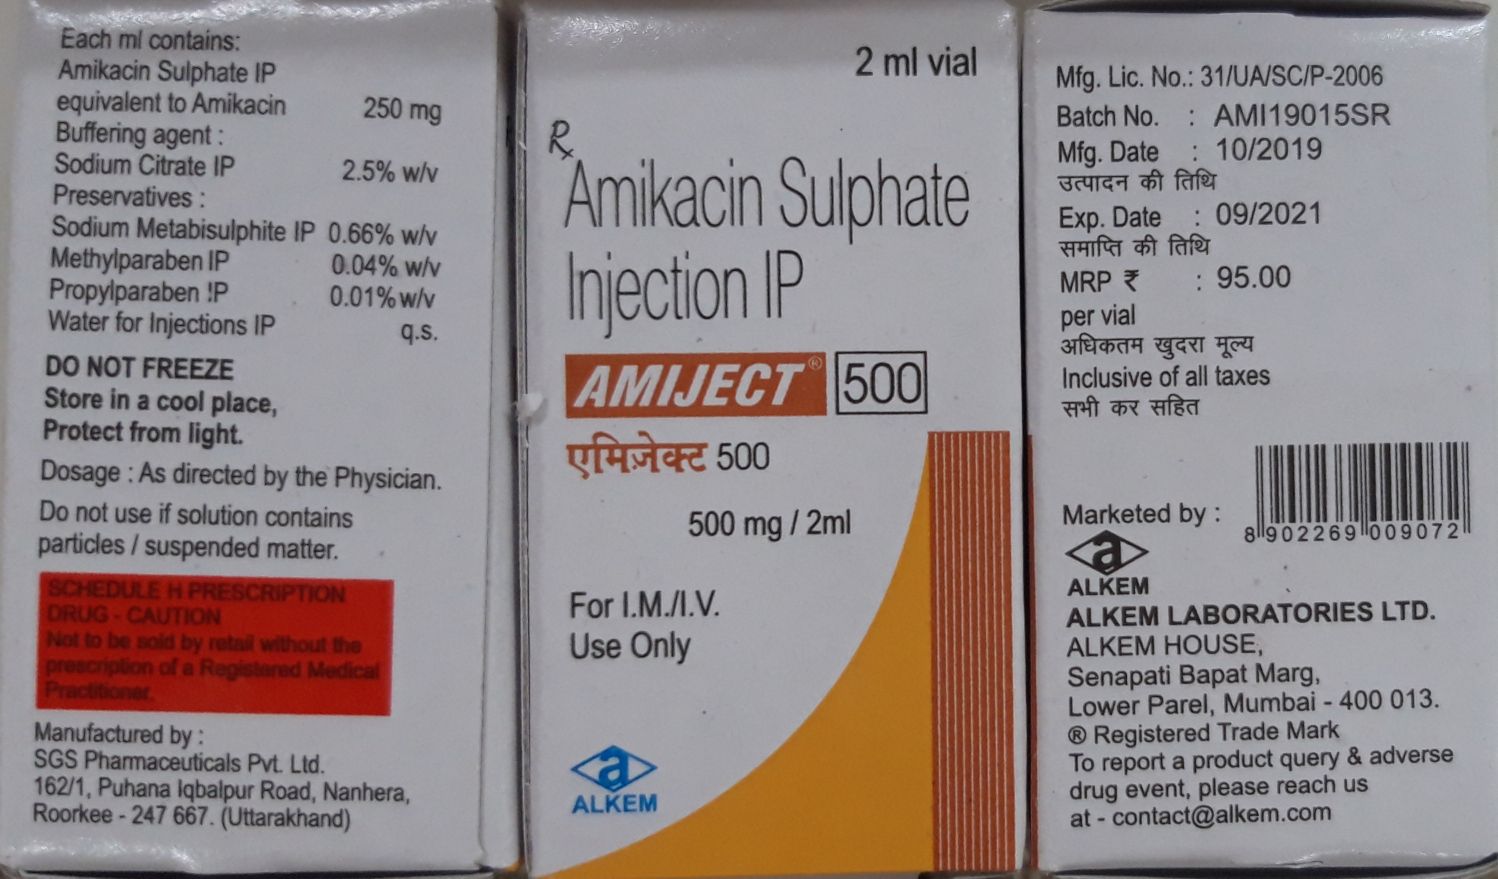 Each ml contains:
Amikacin Sulphate IP
equivalent to Amikacin 250 mg
Buffering agent :
Sodium Citrate IP 2.5% w/v
Preservatives :
Sodium Metabisulphite IP 0.66% w/v
Methylparaben IP 0.04% w/v
Propylparaben IP 0.01% w/v
Water for Injections IP q.s.
DO NOT FREEZE
Store in a cool place,
Protect from light.
Dosage : As directed by the Physician.
Do not use if solution contains
particles / suspended matter.
SCHEDULE H PRESCRIPTION
DRUG - CAUTION
Not to be sold by retail without the
prescription of a Registered Medical
Practitioner.
Manufactured by :
SGS Pharmaceuticals Pvt. Ltd.
162/1, Puhana Iqbalpur Road, Nanhera,
Roorkee - 247 667. (Uttarakhand)
2 ml vial
Rx
Amikacin Sulphate
Injection IP
AMIJECT® 500
एमिज़ेक्ट 500
500 mg / 2ml
For I.M./I.V.
Use Only
a
ALKEM
Mfg. Lic. No.: 31/UA/SC/P-2006
Batch No. : AMI19015SR
Mfg. Date : 10/2019
उत्पादन की तिथि
Exp. Date : 09/2021
समाप्ति की तिथि
MRP ₹ : 95.00
per vial
अधिकतम खुदरा मूल्य
Inclusive of all taxes
सभी कर सहित
8 902269 009072
Marketed by :
a
ALKEM
ALKEM LABORATORIES LTD.
ALKEM HOUSE,
Senapati Bapat Marg,
Lower Parel, Mumbai - 400 013.
® Registered Trade Mark
To report a product query & adverse
drug event, please reach us
at - contact@alkem.com